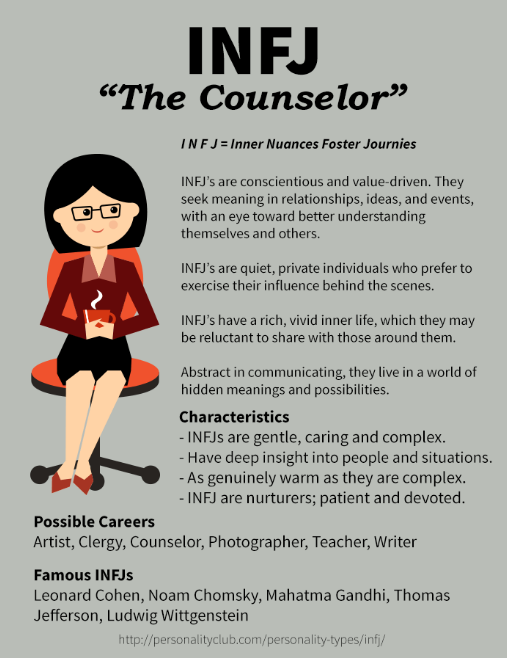 INFJ
“The Counselor”
I N F J = Inner Nuances Foster Journies
INFJ's are conscientious and value-driven. They
seek meaning in relationships, ideas, and events,
with an eye toward better understanding
themselves and others.
INFJ's are quiet, private individuals who prefer to
exercise their influence behind the scenes.
INFJ's have a rich, vivid inner life, which they may
be reluctant to share with those around them.
Abstract in communicating, they live in a world of
hidden meanings and possibilities.
Characteristics
- INFJs are gentle, caring and complex.
- Have deep insight into people and situations.
- As genuinely warm as they are complex.
- INFJ are nurturers; patient and devoted.
Possible Careers
Artist, Clergy, Counselor, Photographer, Teacher, Writer
Famous INFJs
Leonard Cohen, Noam Chomsky, Mahatma Gandhi, Thomas
Jefferson, Ludwig Wittgenstein
http://personalityclub.com/personality-types/infj/